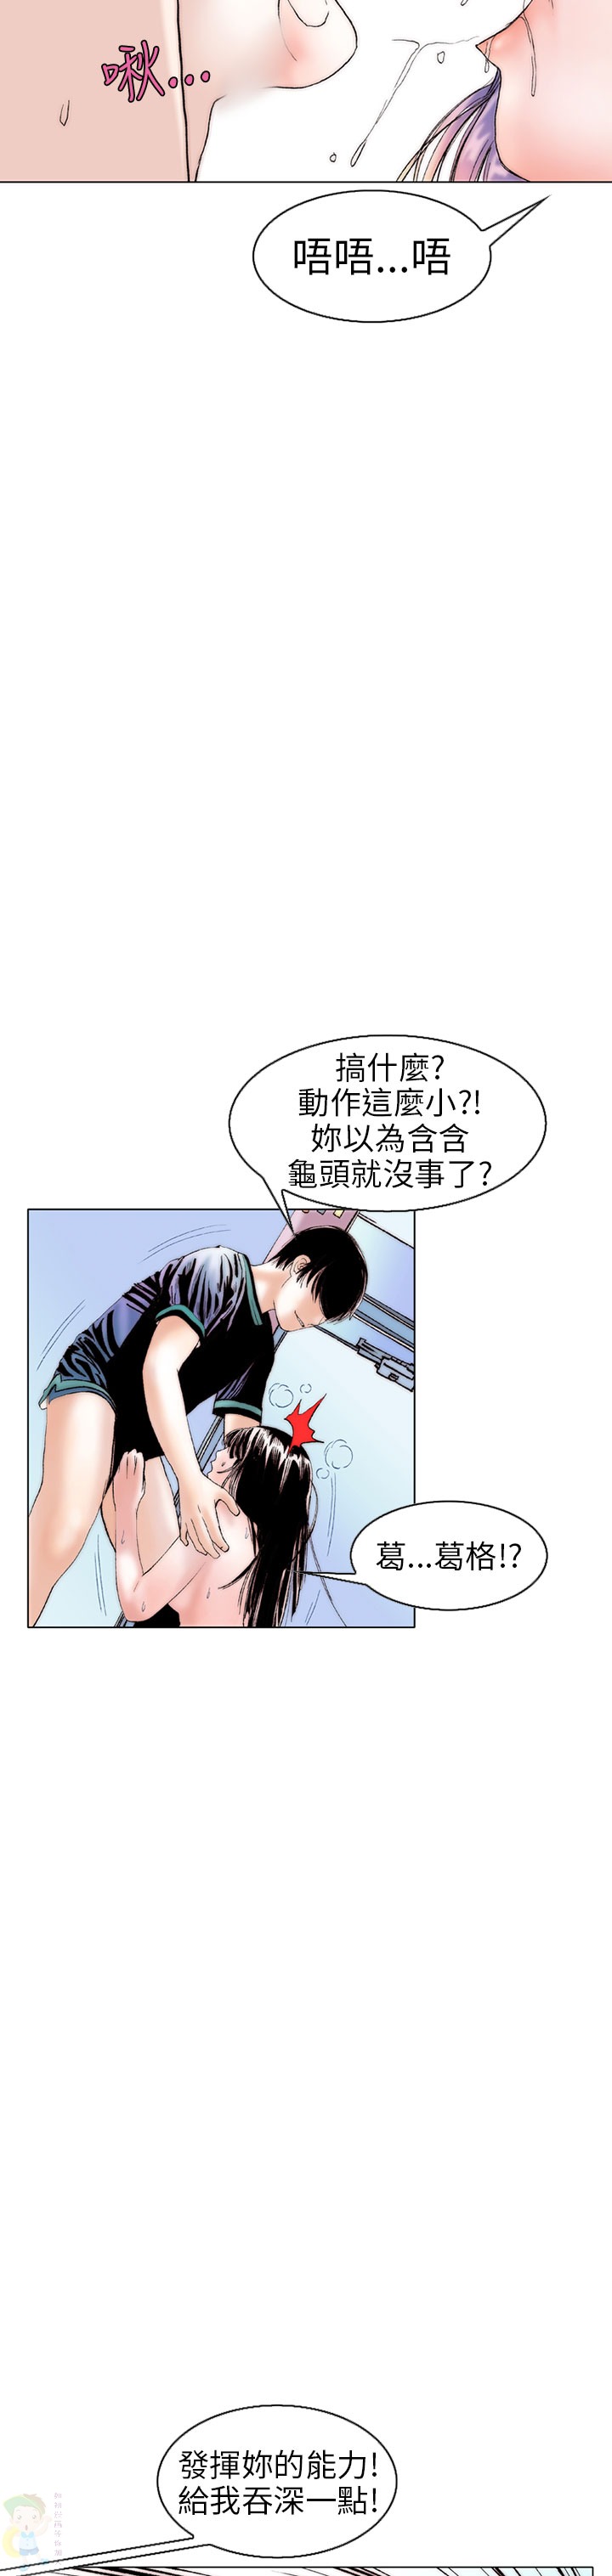 啾...
唔唔...唔
搞什麼?
動作這麼小?!
妳以為含含
龜頭就沒事了?
葛...葛格!?
發揮妳的能力!
給我吞深一點!